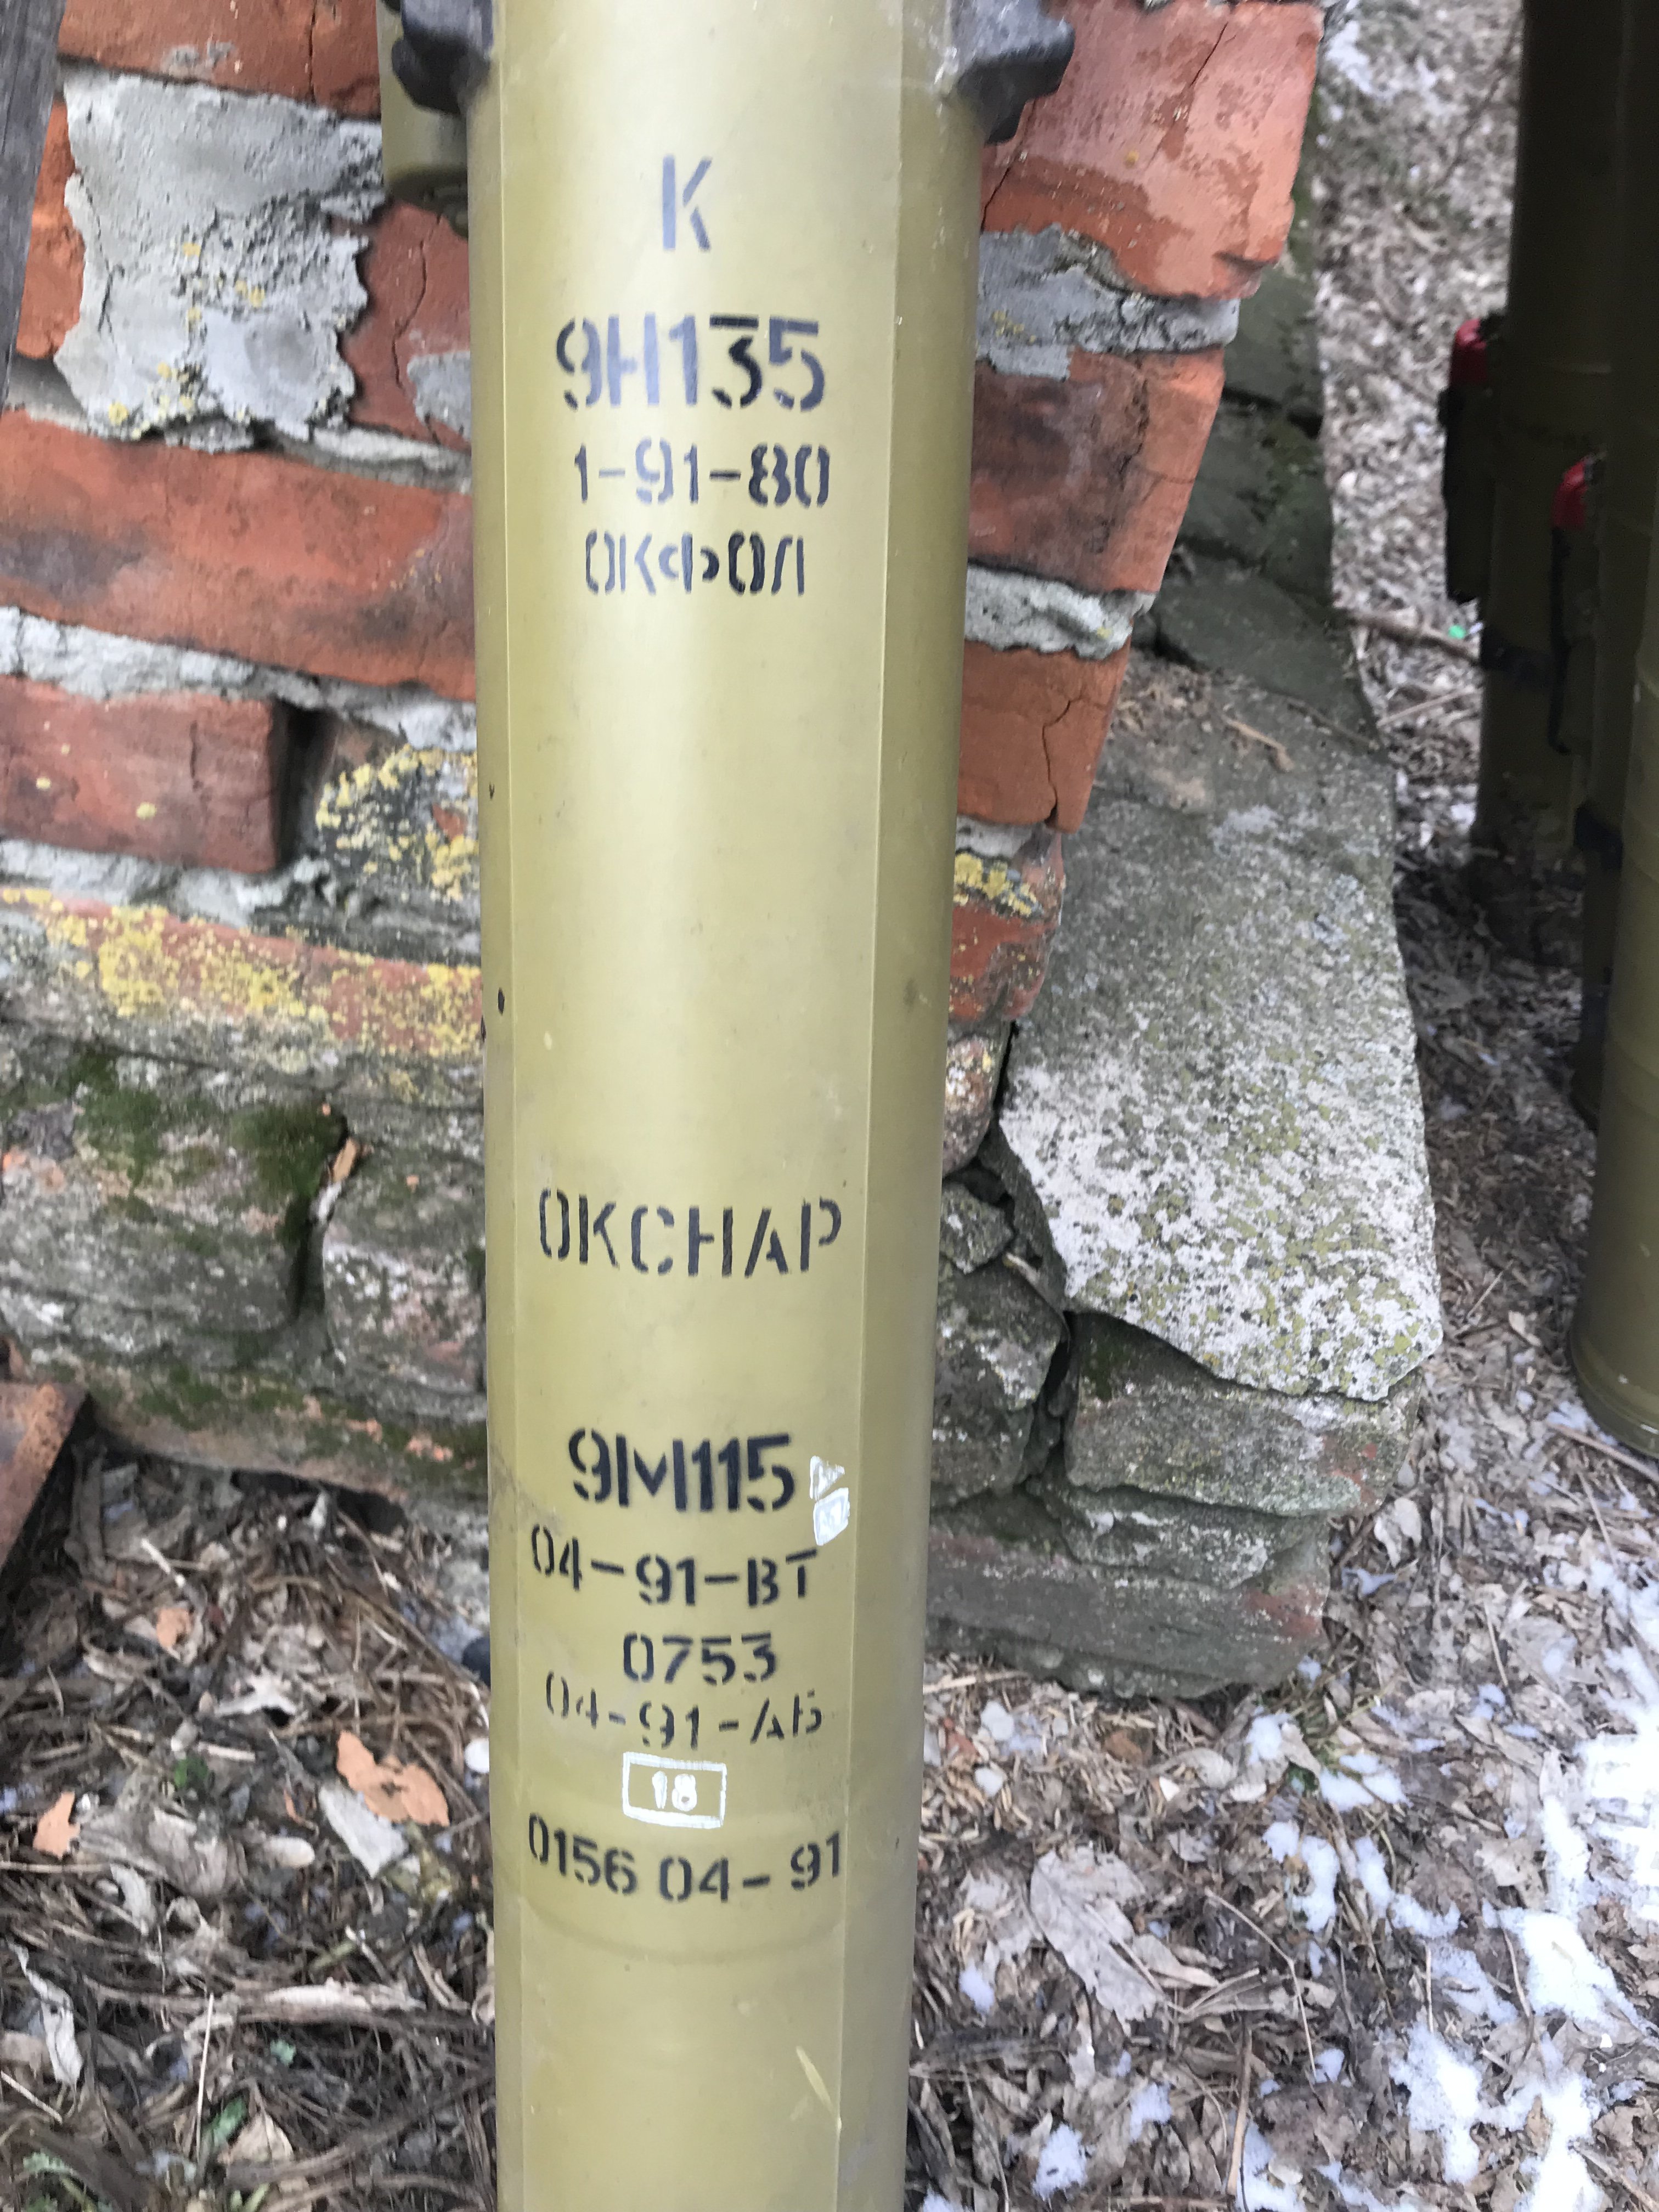 К
9Н135
1-91-80
ОКФОЛ
ОКСНАР
9М115
04-91-ВТ
0753
04-91-АБ
18
0156 04-91